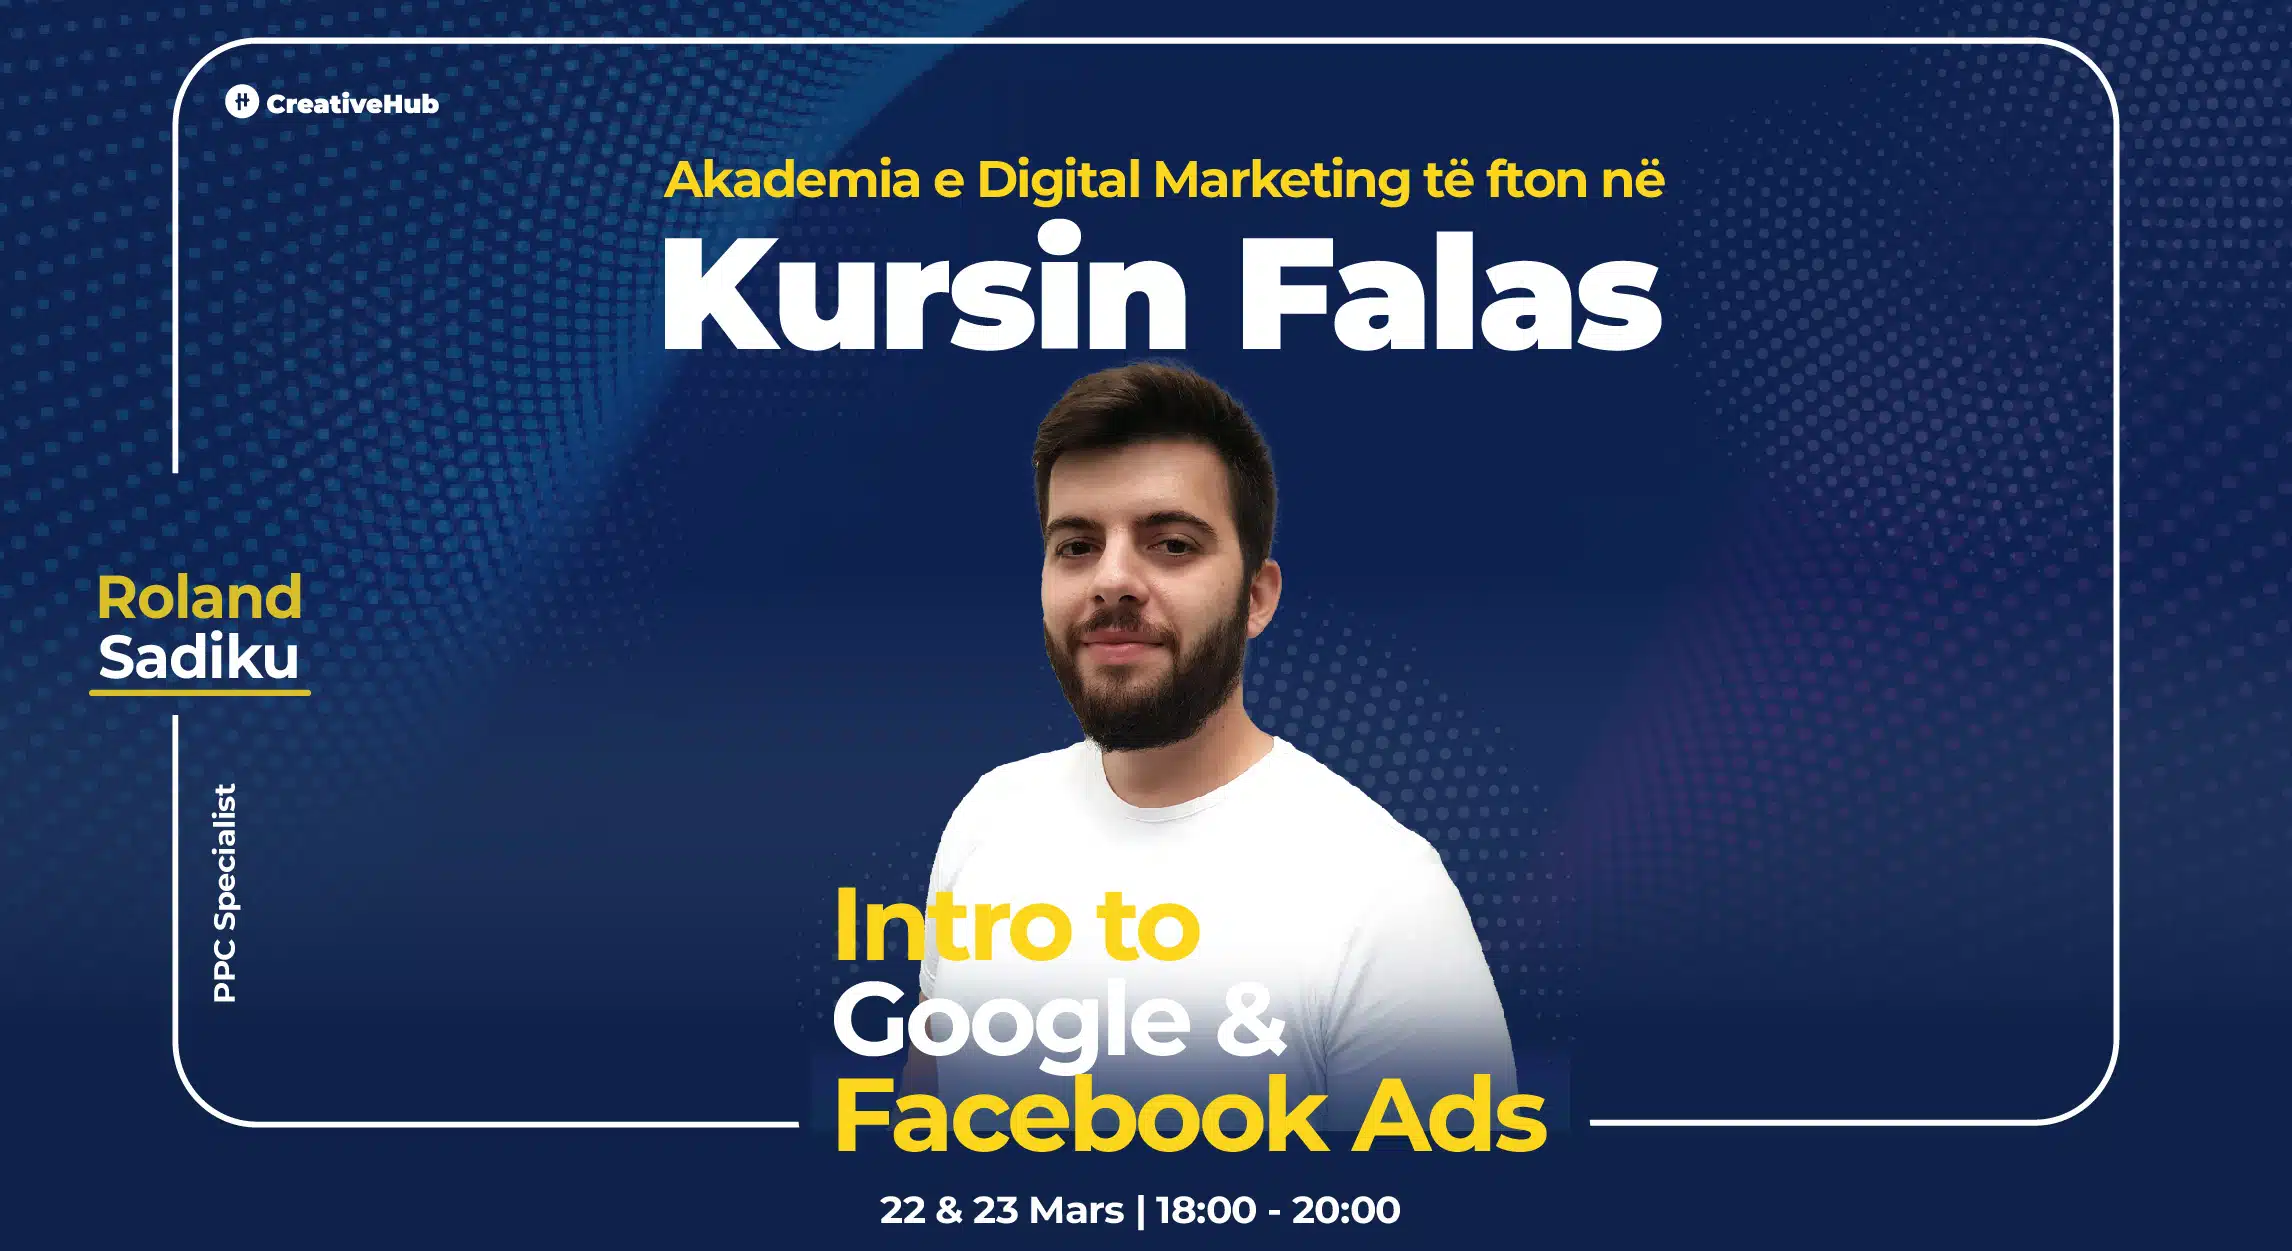 CreativeHub
Akademia e Digital Marketing të fton në
Kursin Falas
Roland
Sadiku
PPC Specialist
Intro to
Google &
Facebook Ads
22 & 23 Mars | 18:00 - 20:00